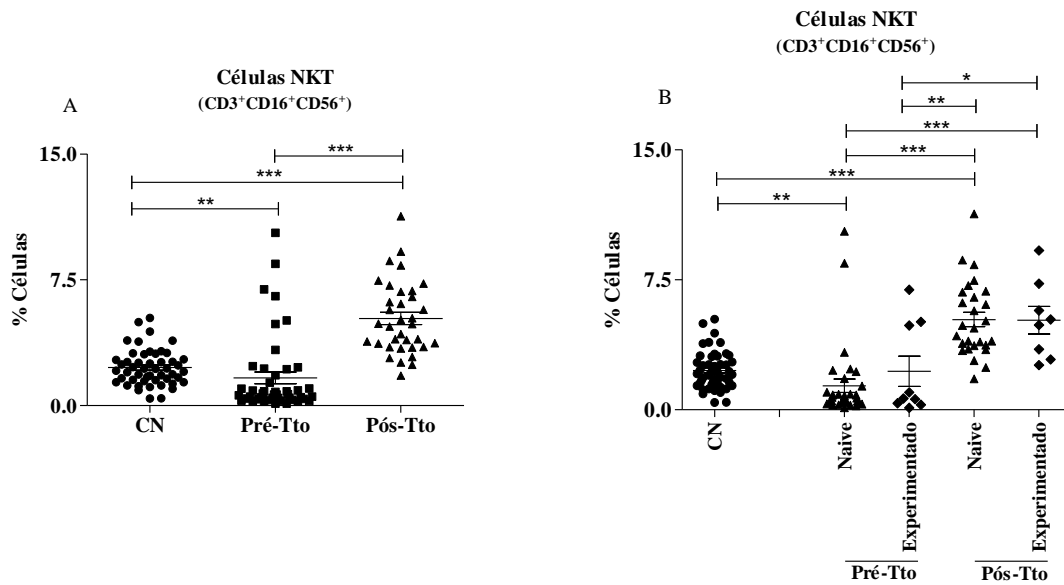 A
Células NKT
(CD3⁺CD16⁺CD56⁺)
15.0
7.5
0.0
% Células
***
***
**
CN
Pré-Tto
Pós-Tto
B
Células NKT
(CD3⁺CD16⁺CD56⁺)
*
**
***
***
***
**
15.0
7.5
0.0
% Células
CN
Naive
Experimentado
Naive
Experimentado
Pré-Tto
Pós-Tto